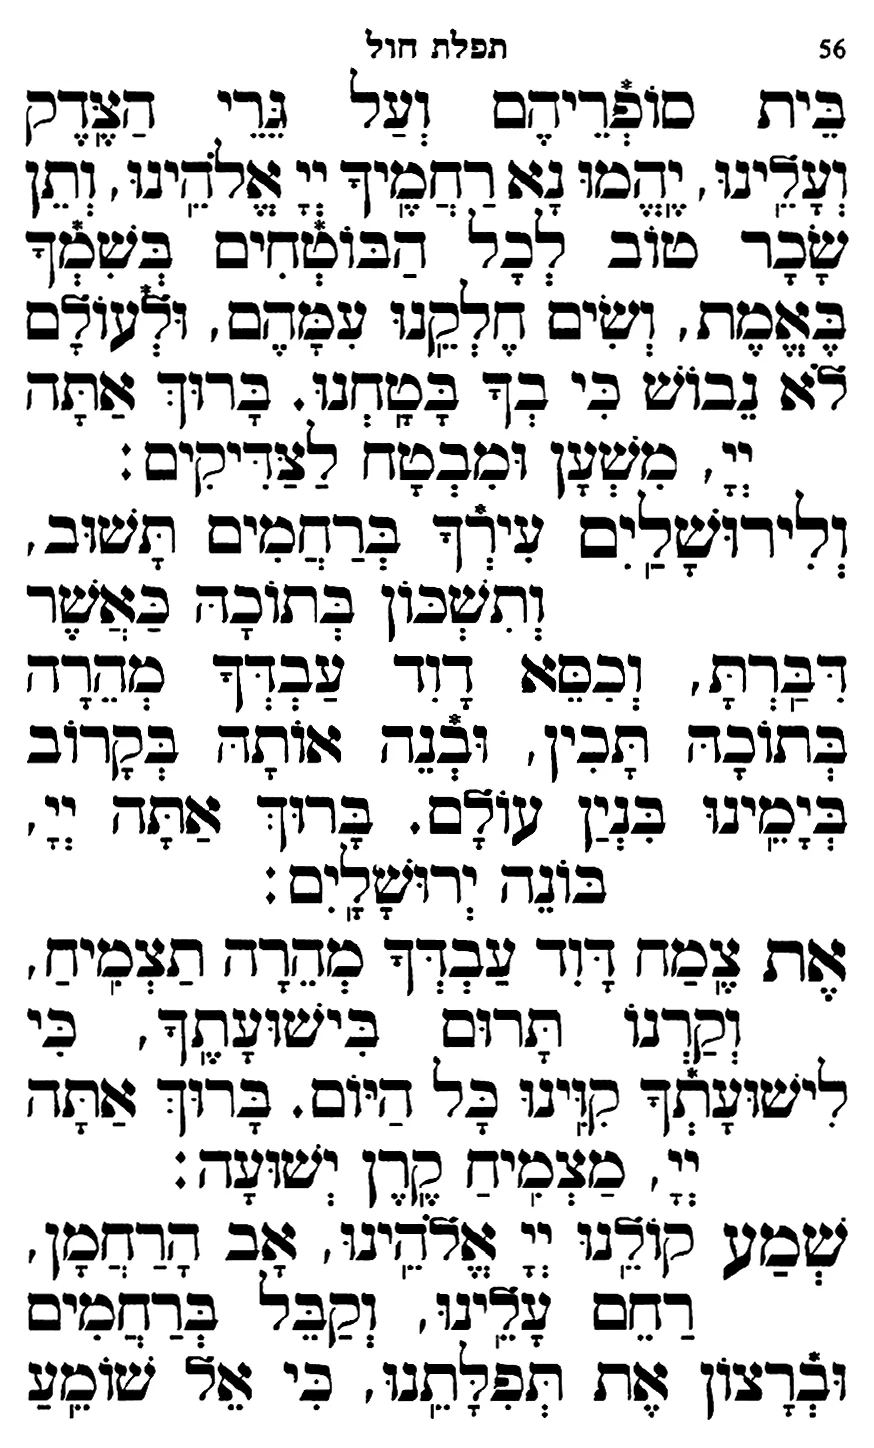 56 תפלת חול
בֵּית סוֹפְ֯רֵיהֶם וְעַל גֵּרֵי הַצֶּֽדֶק
וְעָלֵֽינוּ, יֶהֱמוּ נָא רַחֲמֶֽיךָ יְיָ אֱלֹהֵֽינוּ, וְתֵן
שָׂכָר טוֹב לְכָל הַבּוֹטְ֯חִים בְּשִׁמְ֯ךָ
בֶּאֱמֶת, וְשִׂים חֶלְקֵֽנוּ עִמָּהֶם, וּלְ֯עוֹלָם
לֹא נֵבוֹשׁ כִּי בְךָ בָּטָֽחְנוּ. בָּרוּךְ אַתָּה
יְיָ, מִשְׁעָן וּמִבְטָח לַצַּדִּיקִים:
וְלִירוּשָׁלַֽיִם עִירְ֯ךָ בְּרַחֲמִים תָּשׁוּב,
וְתִשְׁכּוֹן בְּתוֹכָהּ כַּאֲשֶׁר
דִּבַּֽרְתָּ, וְכִסֵּא דָוִד עַבְדְּךָ מְהֵרָה
בְּתוֹכָהּ תָּכִין, וּבְ֯נֵה אוֹתָהּ בְּקָרוֹב
בְּיָמֵֽינוּ בִּנְיַן עוֹלָם. בָּרוּךְ אַתָּה יְיָ,
בּוֹנֵה יְרוּשָׁלָֽיִם:
אֶת צֶֽמַח דָּוִד עַבְדְּךָ מְהֵרָה תַצְמִֽיחַ,
וְקַרְנוֹ תָּרוּם בִּישׁוּעָתֶֽךָ, כִּי
לִישׁוּעָתְ֯ךָ קִוִּֽינוּ כָּל הַיּוֹם. בָּרוּךְ אַתָּה
יְיָ, מַצְמִֽיחַ קֶֽרֶן יְשׁוּעָה:
שְׁמַע קוֹלֵֽנוּ יְיָ אֱלֹהֵֽינוּ, אָב הָרַחֲמָן,
רַחֵם עָלֵֽינוּ, וְקַבֵּל בְּרַחֲמִים
וּבְ֯רָצוֹן אֶת תְּפִלָּתֵֽנוּ, כִּי אֵל שׁוֹמֵֽעַ